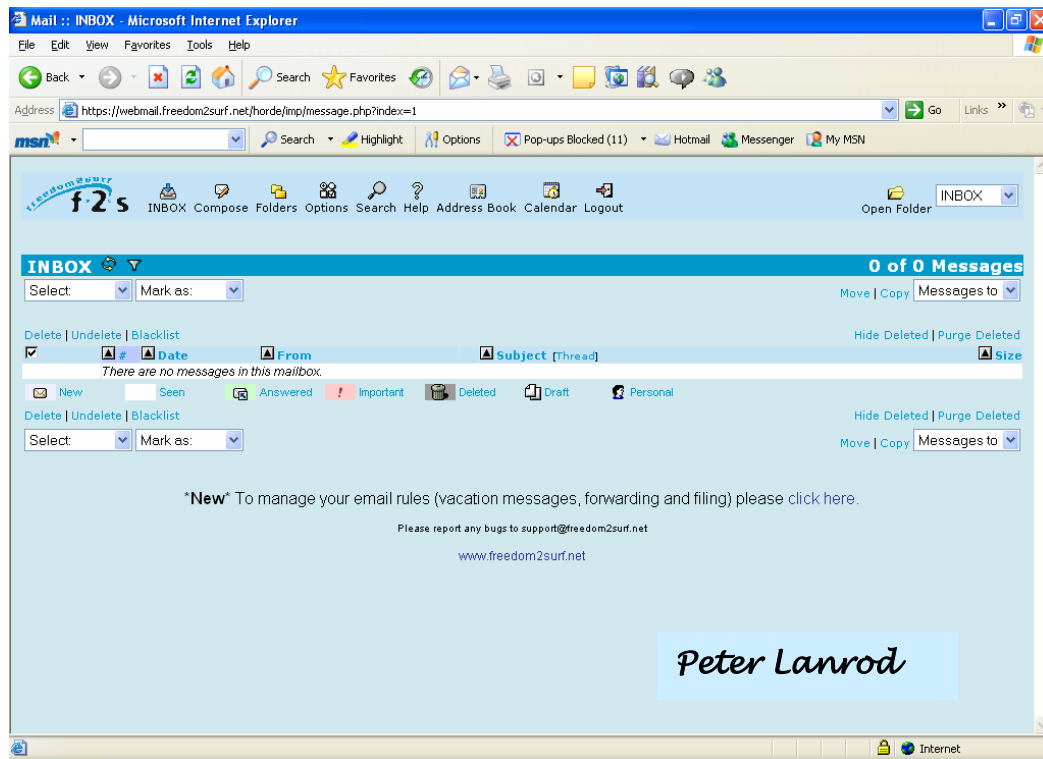 Mail :: INBOX - Microsoft Internet Explorer
File Edit View Favorites Tools Help
Back Search Favorites
Address https://webmail.freedom2surf.net/horde/imp/message.php?index=1 Go Links »
msn Search Highlight Options Pop-ups Blocked (11) Hotmail Messenger My MSN
freedom2surf
f·2·s INBOX Compose Folders Options Search Help Address Book Calendar Logout Open Folder INBOX
INBOX 0 of 0 Messages
Select: Mark as: Move | Copy Messages to
Delete | Undelete | Blacklist Hide Deleted | Purge Deleted
# Date From Subject [Thread] Size
There are no messages in this mailbox.
New Seen Answered ! Important Deleted Draft Personal
Delete | Undelete | Blacklist Hide Deleted | Purge Deleted
Select: Mark as: Move | Copy Messages to
*New* To manage your email rules (vacation messages, forwarding and filing) please click here.
Please report any bugs to support@freedom2surf.net
www.freedom2surf.net
Peter Lanrod
Internet